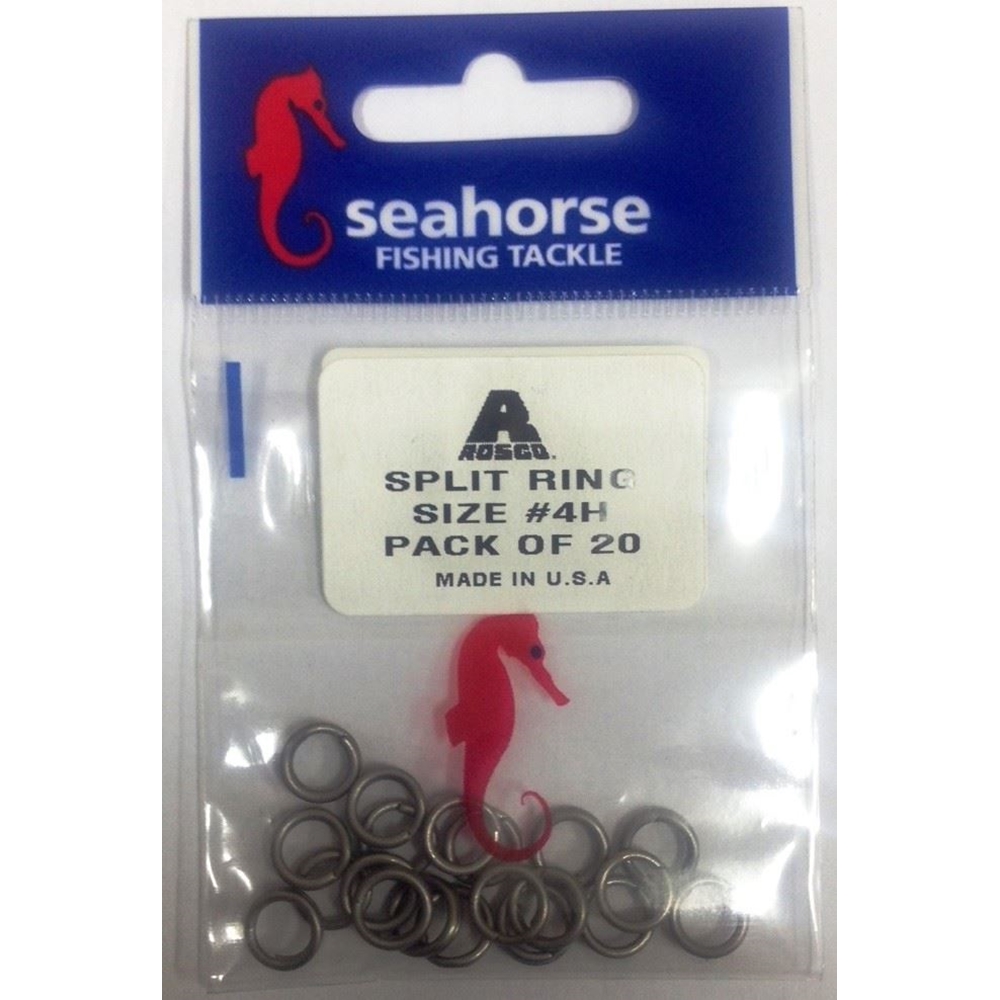 seahorse
FISHING TACKLE
R
ROSCO.
SPLIT RING
SIZE #4H
PACK OF 20
MADE IN U.S.A